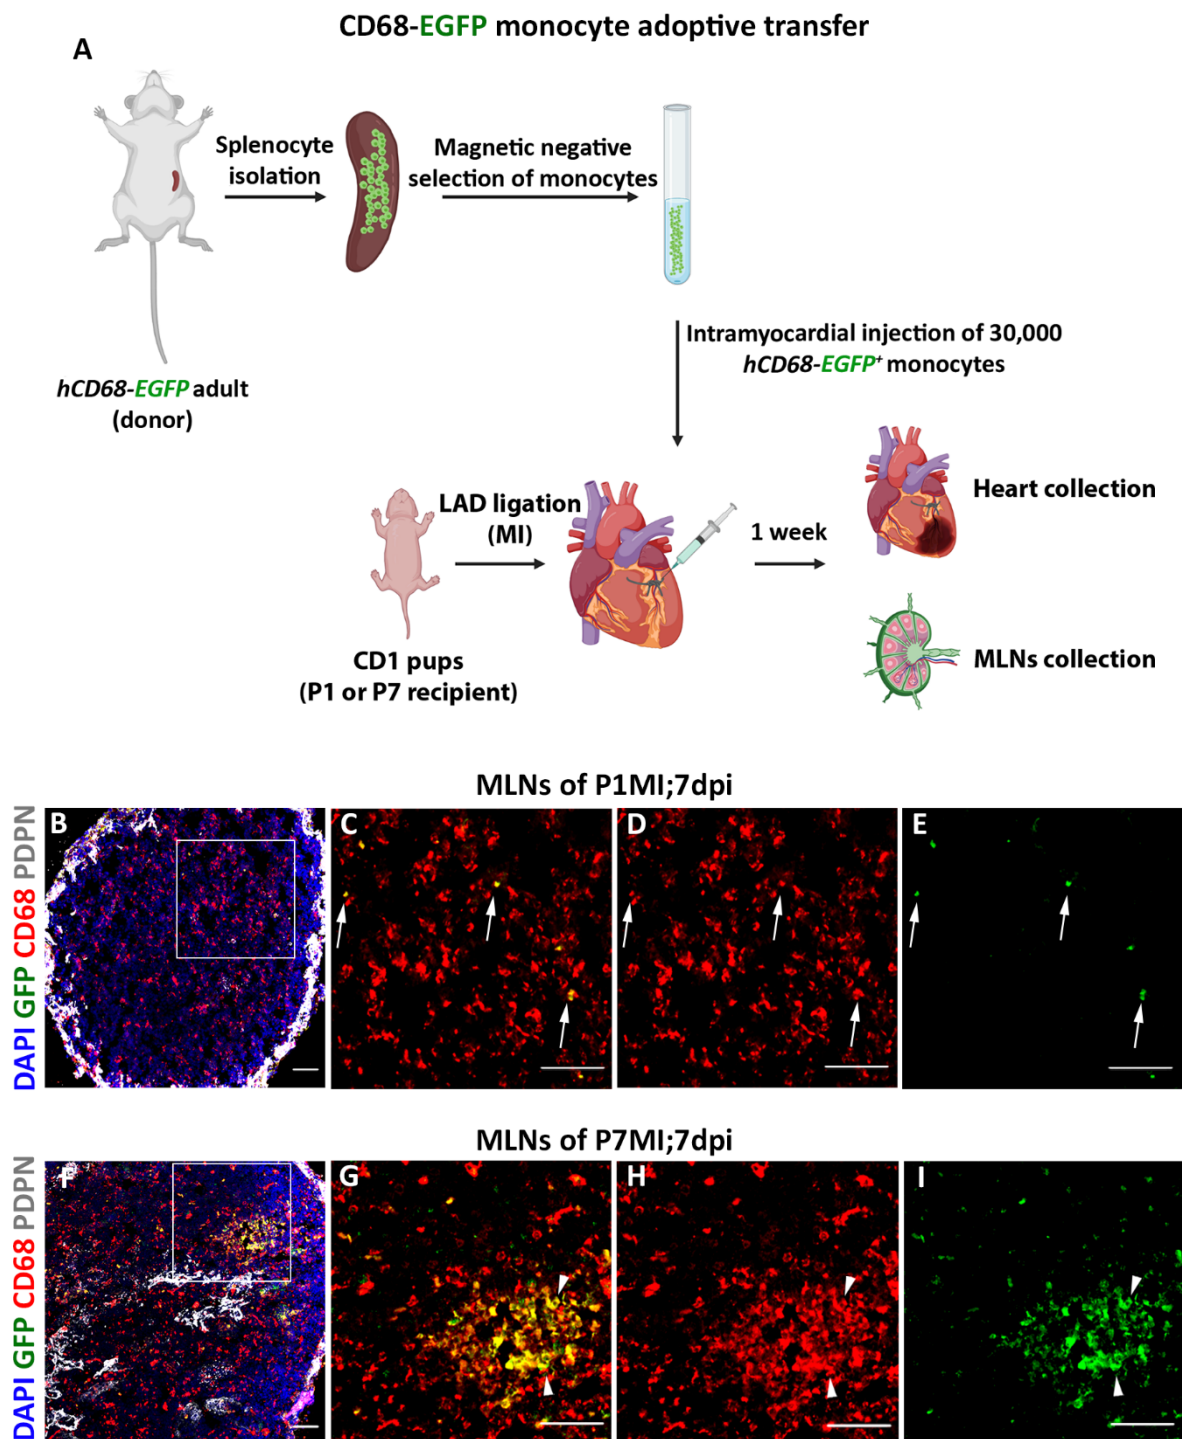 CD68-EGFP monocyte adoptive transfer
A
Splenocyte
isolation
Magnetic negative
selection of monocytes
Intramyocardial injection of 30,000
hCD68-EGFP⁺ monocytes
hCD68-EGFP adult
(donor)
LAD ligation
(MI)
1 week
Heart collection
CD1 pups
(P1 or P7 recipient)
MLNs collection
MLNs of P1MI;7dpi
DAPI GFP CD68 PDPN
B
C
D
E
MLNs of P7MI;7dpi
DAPI GFP CD68 PDPN
F
G
H
I